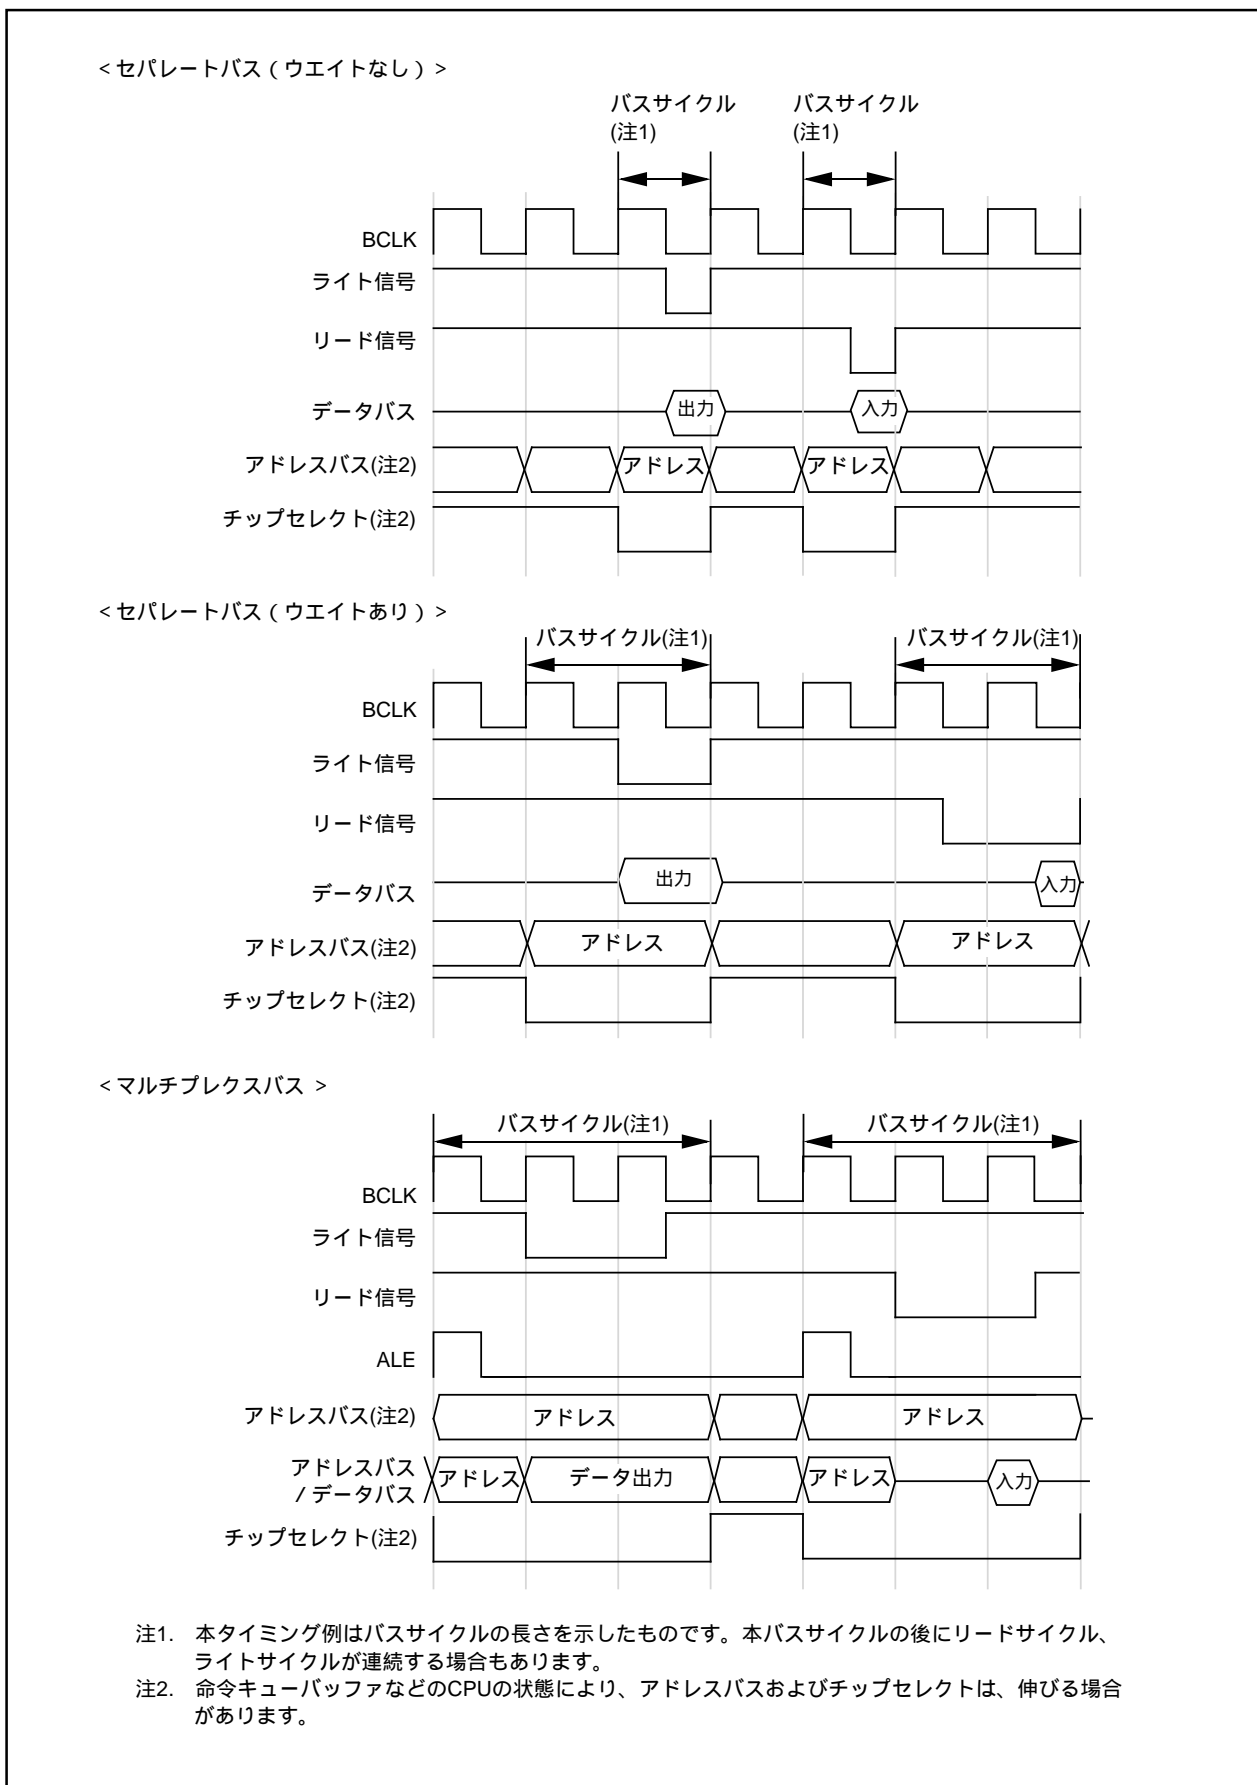 <セパレートバス（ウエイトなし）>
バスサイクル バスサイクル
(注1) (注1)
BCLK
ライト信号
リード信号
データバス 出力 入力
アドレスバス(注2) アドレス アドレス
チップセレクト(注2)
<セパレートバス（ウエイトあり）>
バスサイクル(注1) バスサイクル(注1)
BCLK
ライト信号
リード信号
データバス 出力 入力
アドレスバス(注2) アドレス アドレス
チップセレクト(注2)
<マルチプレクスバス >
バスサイクル(注1) バスサイクル(注1)
BCLK
ライト信号
リード信号
ALE
アドレスバス(注2) アドレス アドレス
アドレスバス
/データバス アドレス データ出力 アドレス 入力
チップセレクト(注2)
注1. 本タイミング例はバスサイクルの長さを示したものです。本バスサイクルの後にリードサイクル、
ライトサイクルが連続する場合もあります。
注2. 命令キューバッファなどのCPUの状態により、アドレスバスおよびチップセレクトは、伸びる場合
があります。